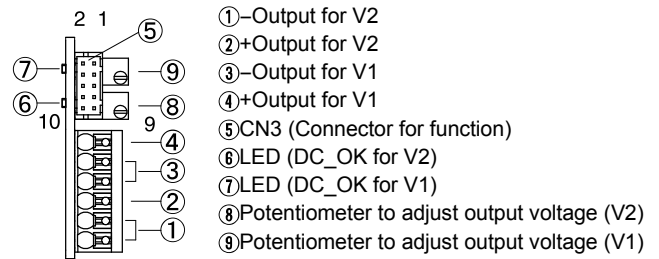 2 1
⑤
⑦
⑨
⑥
⑧
10
9
④
③
②
①
①−Output for V2
②+Output for V2
③−Output for V1
④+Output for V1
⑤CN3 (Connector for function)
⑥LED (DC_OK for V2)
⑦LED (DC_OK for V1)
⑧Potentiometer to adjust output voltage (V2)
⑨Potentiometer to adjust output voltage (V1)